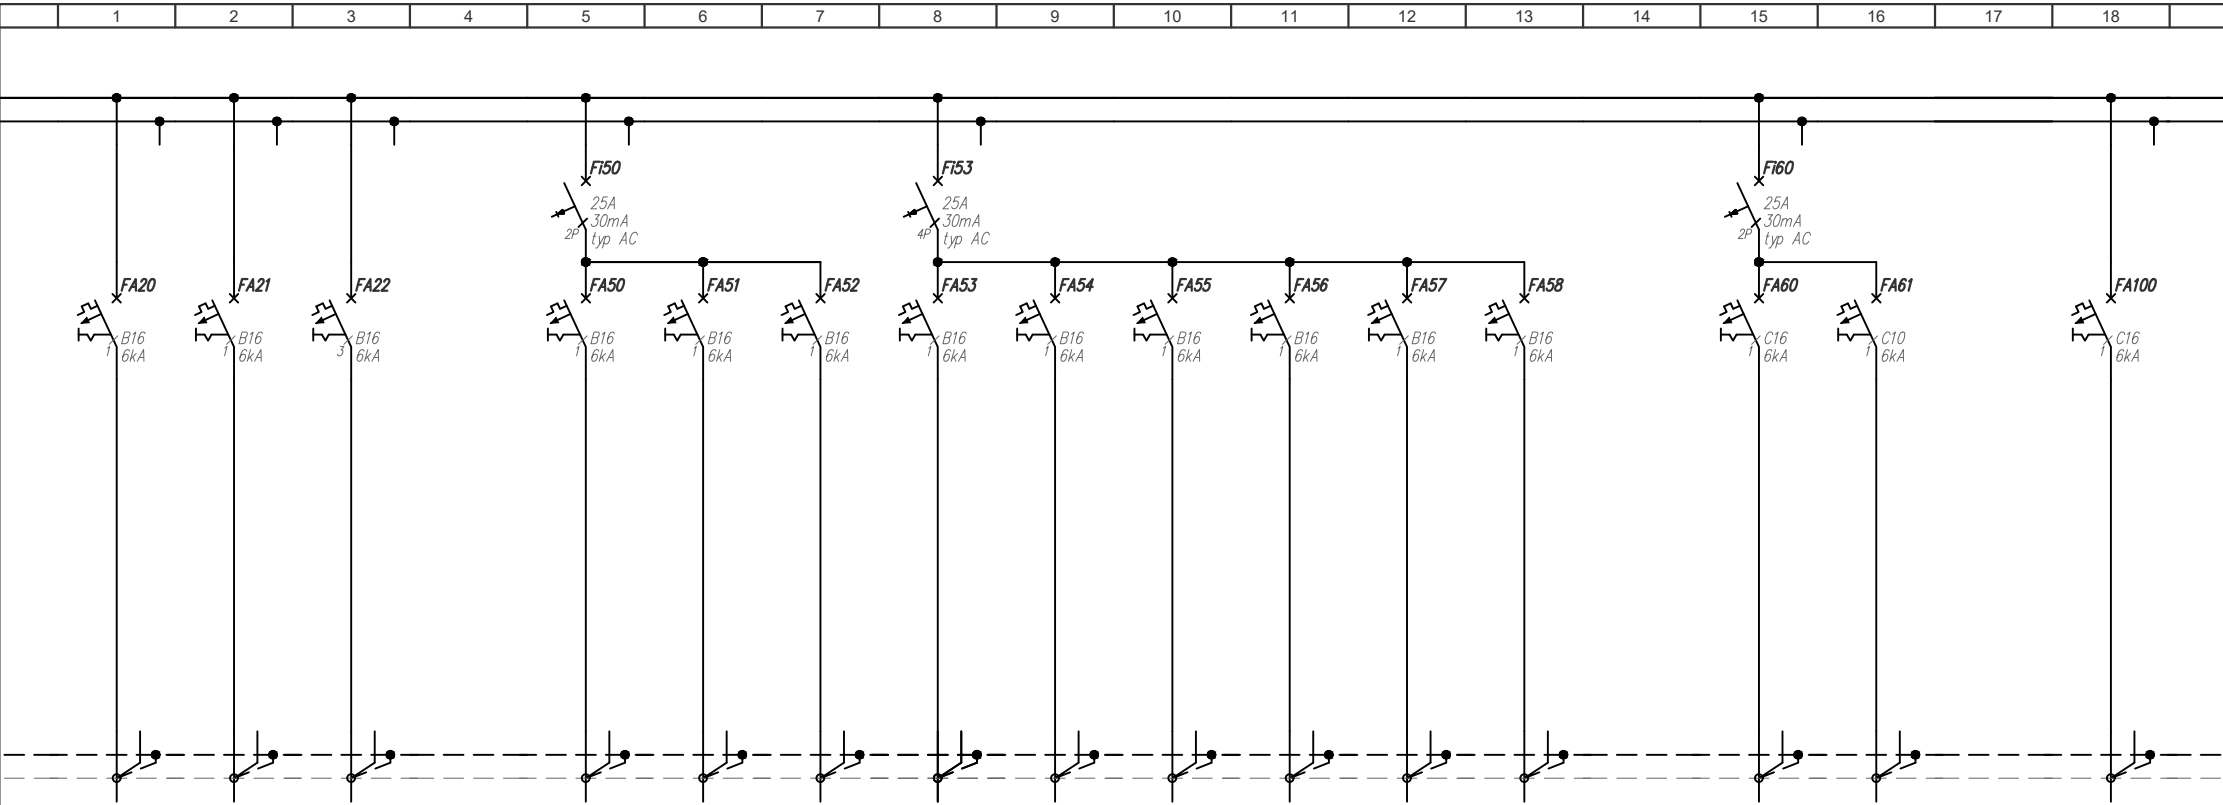 1 2 3 4 5 6 7 8 9 10 11 12 13 14 15 16 17 18
Fi50 Fi53 Fi60
25A 25A 25A
30mA 30mA 30mA
2P typ AC 4P typ AC 2P typ AC
FA20 FA21 FA22 FA50 FA51 FA52 FA53 FA54 FA55 FA56 FA57 FA58 FA60 FA61 FA100
B16 B16 B16 B16 B16 B16 B16 B16 B16 B16 B16 B16 C16 C10 C16
1 6kA 1 6kA 3 6kA 1 6kA 1 6kA 1 6kA 1 6kA 1 6kA 1 6kA 1 6kA 1 6kA 1 6kA 1 6kA 1 6kA 1 6kA